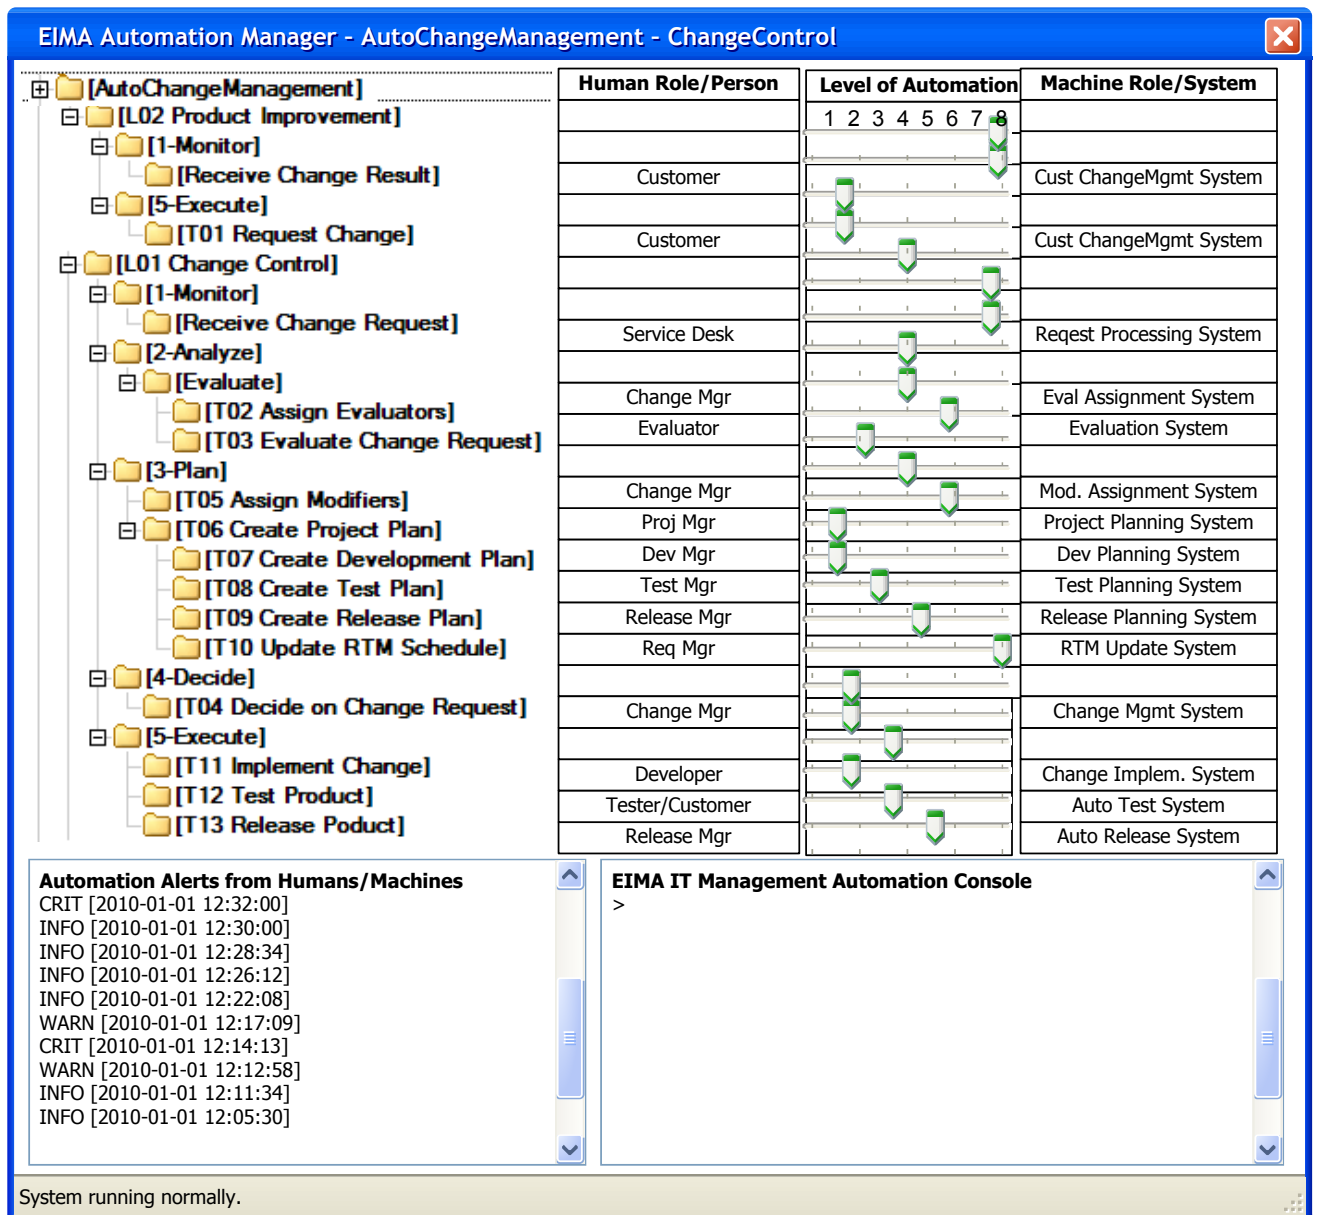 EIMA Automation Manager - AutoChangeManagement - ChangeControl
[AutoChangeManagement] Human Role/Person Level of Automation Machine Role/System
[L02 Product Improvement] 1 2 3 4 5 6 7 8
[1-Monitor]
[Receive Change Result] Customer Cust ChangeMgmt System
[5-Execute]
[T01 Request Change] Customer Cust ChangeMgmt System
[L01 Change Control]
[1-Monitor]
[Receive Change Request] Service Desk Reqest Processing System
[2-Analyze]
[Evaluate]
[T02 Assign Evaluators] Change Mgr Eval Assignment System
[T03 Evaluate Change Request] Evaluator Evaluation System
[3-Plan]
[T05 Assign Modifiers] Change Mgr Mod. Assignment System
[T06 Create Project Plan] Proj Mgr Project Planning System
[T07 Create Development Plan] Dev Mgr Dev Planning System
[T08 Create Test Plan] Test Mgr Test Planning System
[T09 Create Release Plan] Release Mgr Release Planning System
[T10 Update RTM Schedule] Req Mgr RTM Update System
[4-Decide]
[T04 Decide on Change Request] Change Mgr Change Mgmt System
[5-Execute]
[T11 Implement Change] Developer Change Implem. System
[T12 Test Product] Tester/Customer Auto Test System
[T13 Release Poduct] Release Mgr Auto Release System
Automation Alerts from Humans/Machines
CRIT [2010-01-01 12:32:00]
INFO [2010-01-01 12:30:00]
INFO [2010-01-01 12:28:34]
INFO [2010-01-01 12:26:12]
INFO [2010-01-01 12:22:08]
WARN [2010-01-01 12:17:09]
CRIT [2010-01-01 12:14:13]
WARN [2010-01-01 12:12:58]
INFO [2010-01-01 12:11:34]
INFO [2010-01-01 12:05:30]
EIMA IT Management Automation Console
>
System running normally.